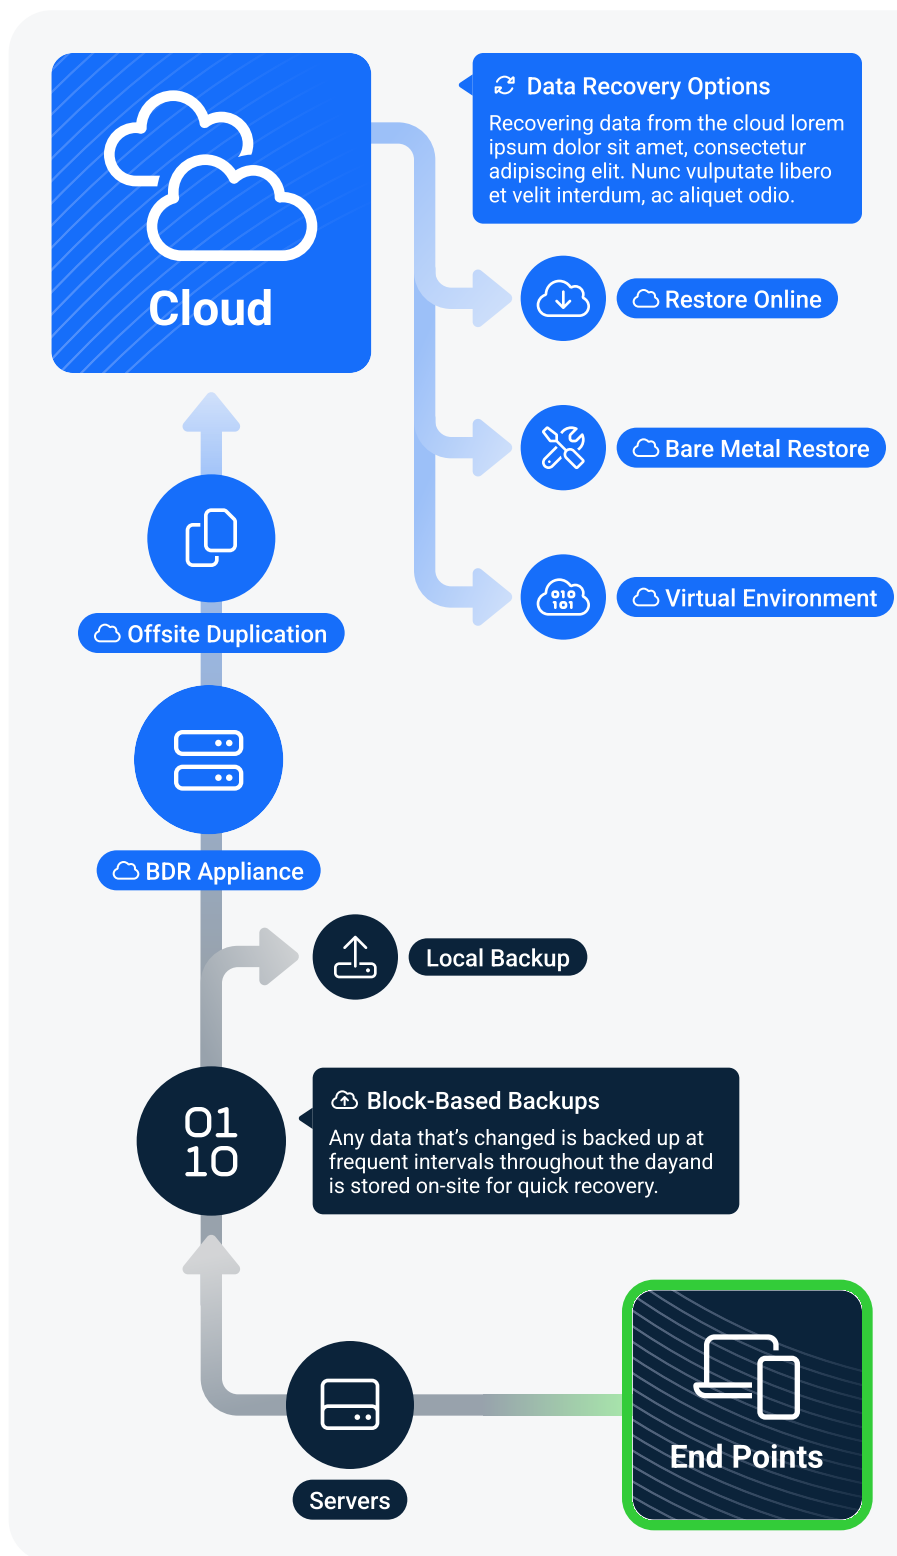 Cloud
Data Recovery Options
Recovering data from the cloud lorem
ipsum dolor sit amet, consectetur
adipiscing elit. Nunc vulputate libero
et velit interdum, ac aliquet odio.
Restore Online
Bare Metal Restore
010
101
Virtual Environment
Offsite Duplication
BDR Appliance
Local Backup
01
10
Block-Based Backups
Any data that’s changed is backed up at
frequent intervals throughout the dayand
is stored on-site for quick recovery.
End Points
Servers